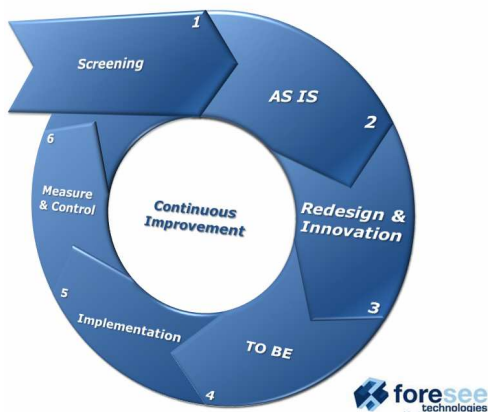 1
Screening
AS IS
2
Redesign &
Innovation
3
TO BE
4
Implementation
5
Measure
& Control
6
Continuous
Improvement
foresee
technologies